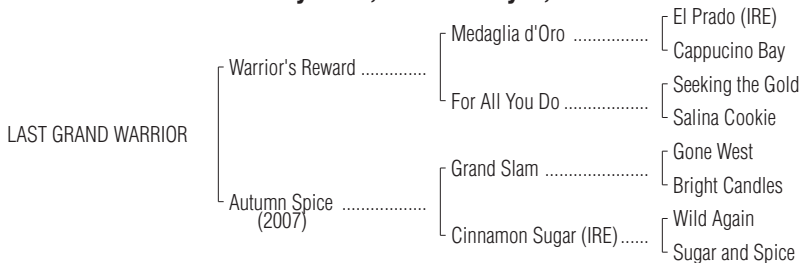 El Prado (IRE)
Medaglia d'Oro ................
Cappucino Bay
Warrior's Reward ..............
Seeking the Gold
For All You Do ..................
Salina Cookie
LAST GRAND WARRIOR
Gone West
Grand Slam ......................
Bright Candles
Autumn Spice ..................
(2007)
Wild Again
Cinnamon Sugar (IRE)......
Sugar and Spice